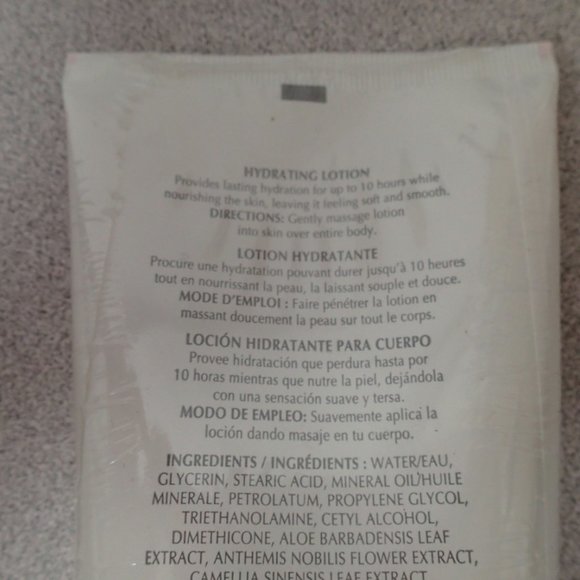 HYDRATING LOTION
Provides lasting hydration for up to 10 hours while
nourishing the skin, leaving it feeling soft and smooth.
DIRECTIONS: Gently massage lotion
into skin over entire body.
LOTION HYDRATANTE
Procure une hydratation pouvant durer jusqu'à 10 heures
tout en nourrissant la peau, la laissant souple et douce.
MODE D'EMPLOI : Faire pénétrer la lotion en
massant doucement la peau sur tout le corps.
LOCIÓN HIDRATANTE PARA CUERPO
Provee hidratación que perdura hasta por
10 horas mientras que nutre la piel, dejándola
con una sensación suave y tersa.
MODO DE EMPLEO: Suavemente aplica la
loción dando masaje en tu cuerpo.
INGREDIENTS / INGRÉDIENTS : WATER/EAU,
GLYCERIN, STEARIC ACID, MINERAL OIL/HUILE
MINERALE, PETROLATUM, PROPYLENE GLYCOL,
TRIETHANOLAMINE, CETYL ALCOHOL,
DIMETHICONE, ALOE BARBADENSIS LEAF
EXTRACT, ANTHEMIS NOBILIS FLOWER EXTRACT,
CAMELLIA SINENSIS LEAF EXTRACT